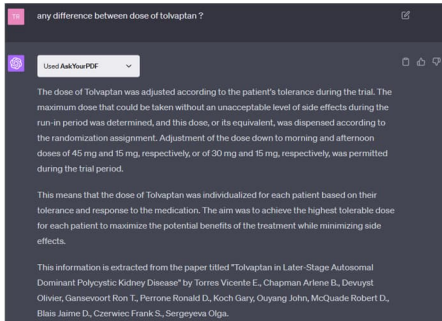 TE
any difference between dose of tolvaptan ?
Used AskYourPDF
The dose of Tolvaptan was adjusted according to the patient's tolerance during the trial. The
maximum dose that could be taken without an unacceptable level of side effects during the
run-in period was determined, and this dose, or its equivalent, was dispensed according to
the randomization assignment. Adjustment of the dose down to morning and afternoon
doses of 45 mg and 15 mg, respectively, or of 30 mg and 15 mg, respectively, was permitted
during the trial period.
This means that the dose of Tolvaptan was individualized for each patient based on their
tolerance and response to the medication. The aim was to achieve the highest tolerable dose
for each patient to maximize the potential benefits of the treatment while minimizing side
effects.
This information is extracted from the paper titled "Tolvaptan in Later-Stage Autosomal
Dominant Polycystic Kidney Disease" by Torres Vicente E., Chapman Arlene B., Devuyst
Olivier, Gansevoort Ron T., Perrone Ronald D., Koch Gary, Ouyang John, McQuade Robert D.,
Blais Jaime D., Czerwiec Frank S., Sergeyeva Olga.